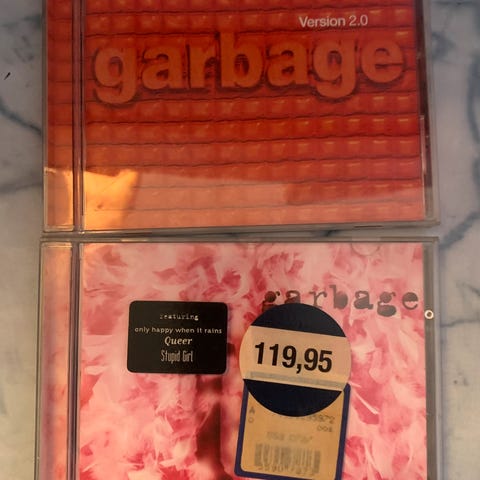 Version 2.0
garbage
garbage
Featuring
only happy when it rains
Queer
Stupid Girl
119,95